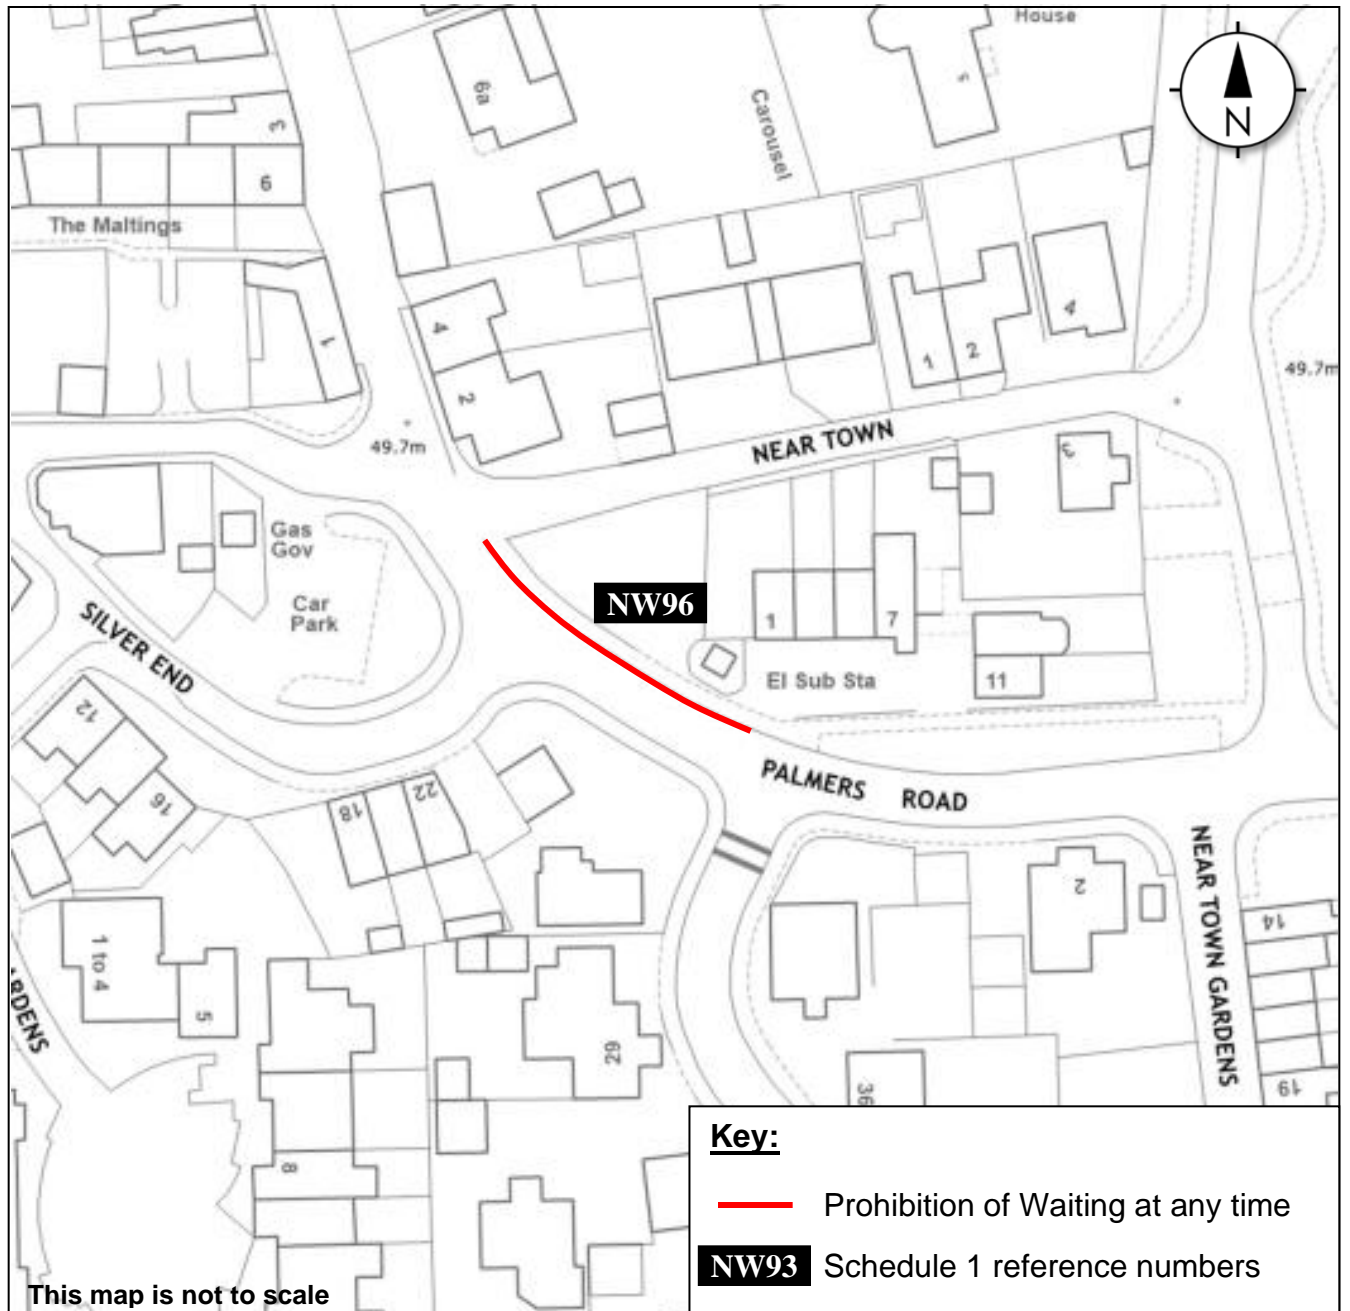 House
6a
Carousel
5
N
3
6
The Maltings
1
4
2
49.7m
1
2
4
49.7m
NEAR TOWN
3
Gas
Gov
Car
Park
NW96
1
7
SILVER END
El Sub Sta
11
12
16
18
22
PALMERS ROAD
NEAR TOWN GARDENS
2
14
1 to 4
5
RDENS
29
36
19
8
Key:
Prohibition of Waiting at any time
NW93 Schedule 1 reference numbers
This map is not to scale